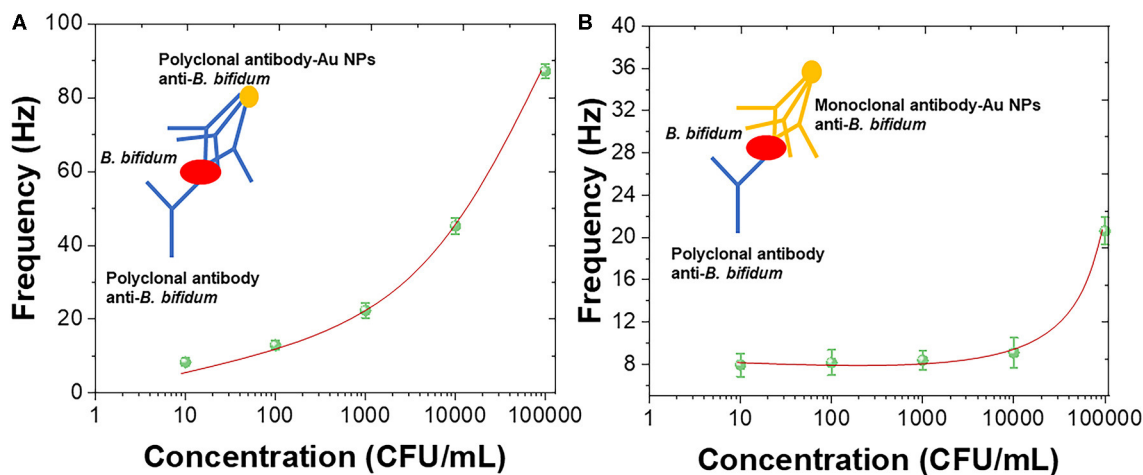 A
100
80
60
40
20
0
Frequency (Hz)
Polyclonal antibody-Au NPs
anti-B. bifidum
B. bifidum
Polyclonal antibody
anti-B. bifidum
1 10 100 1000 10000 100000
Concentration (CFU/mL)
B
40
36
32
28
24
20
16
12
8
Frequency (Hz)
Monoclonal antibody-Au NPs
anti-B. bifidum
B. bifidum
Polyclonal antibody
anti-B. bifidum
1 10 100 1000 10000 100000
Concentration (CFU/mL)